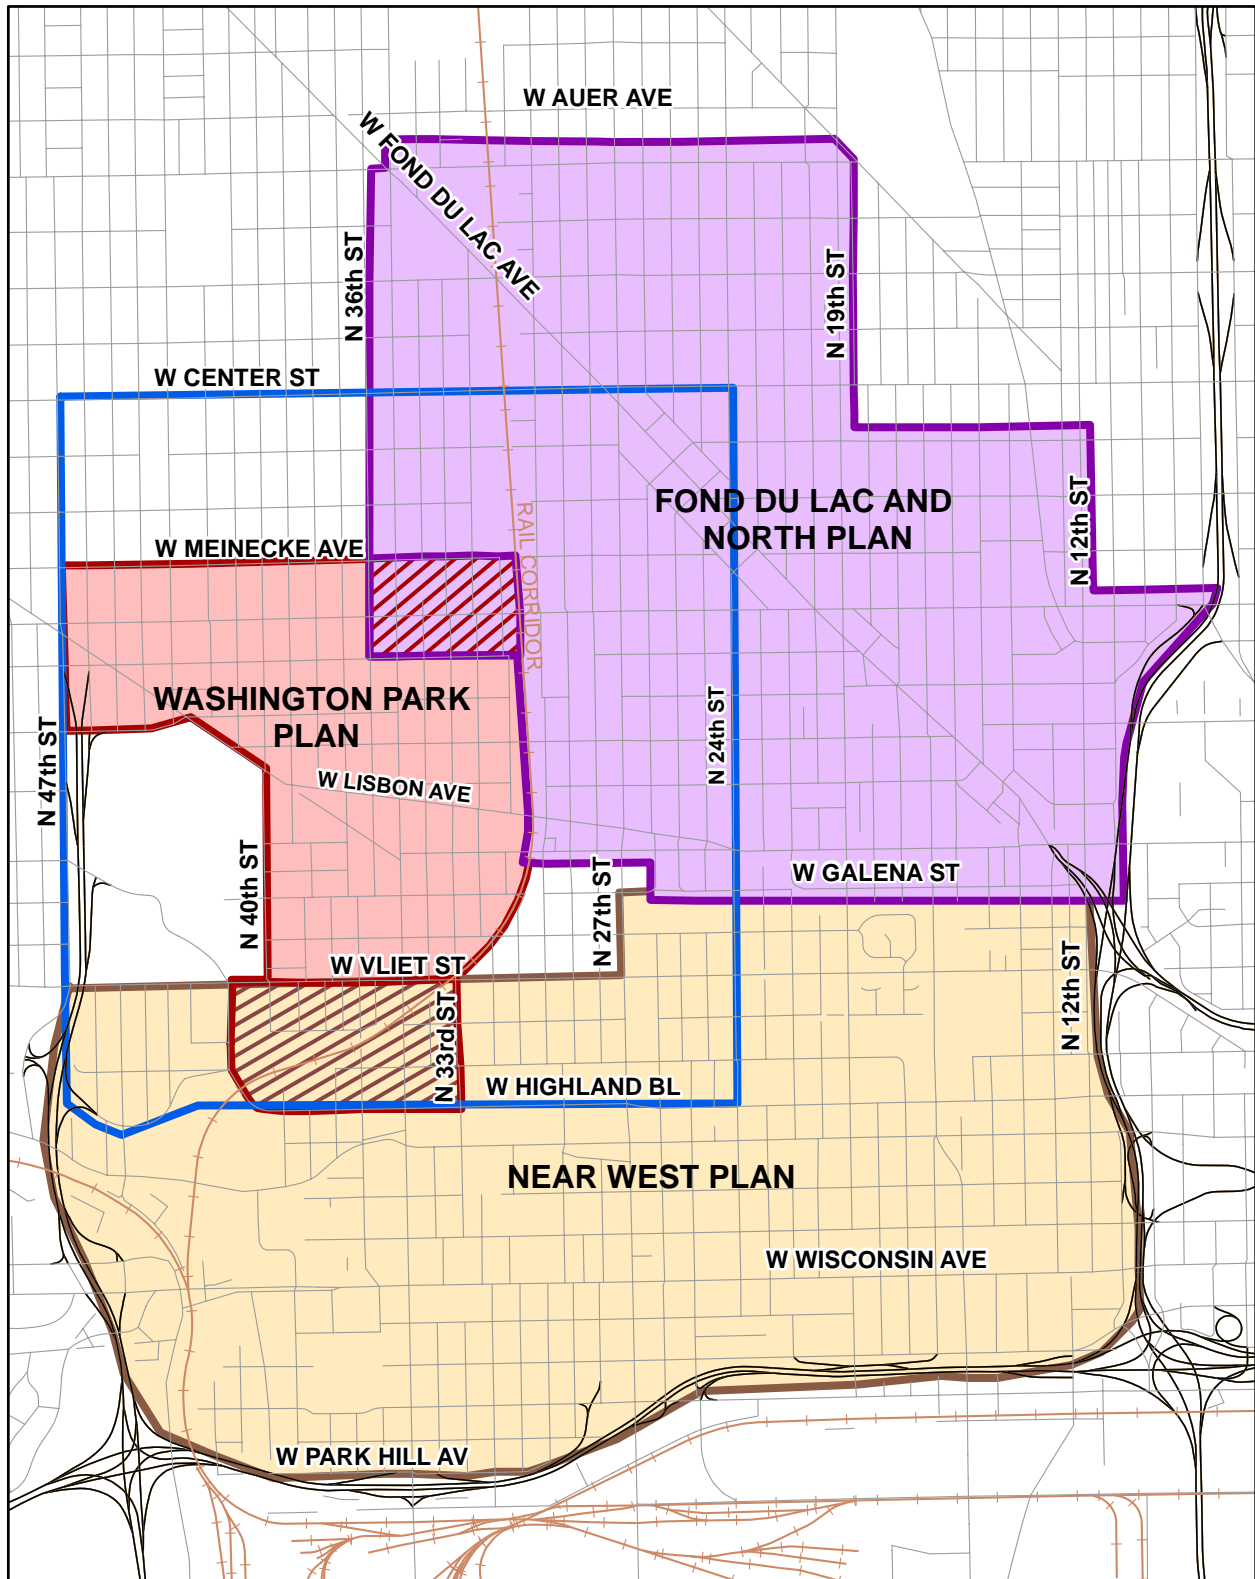 W AUER AVE
W FOND DU LAC AVE
N 36th ST
N 19th ST
W CENTER ST
FOND DU LAC AND
NORTH PLAN
N 12th ST
RAIL CORRIDOR
W MEINECKE AVE
WASHINGTON PARK
PLAN
N 24th ST
N 47th ST
W LISBON AVE
W GALENA ST
N 40th ST
N 27th ST
W VLIET ST
N 33rd ST
N 12th ST
W HIGHLAND BL
NEAR WEST PLAN
W WISCONSIN AVE
W PARK HILL AV